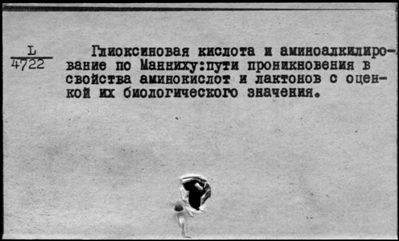 L
4722
Глиоксиновая кислота и аминоалкилиро-
вание по Манниху:пути проникновения в
свойства аминокислот и лактонов с оцен-
кой их биологического значения.